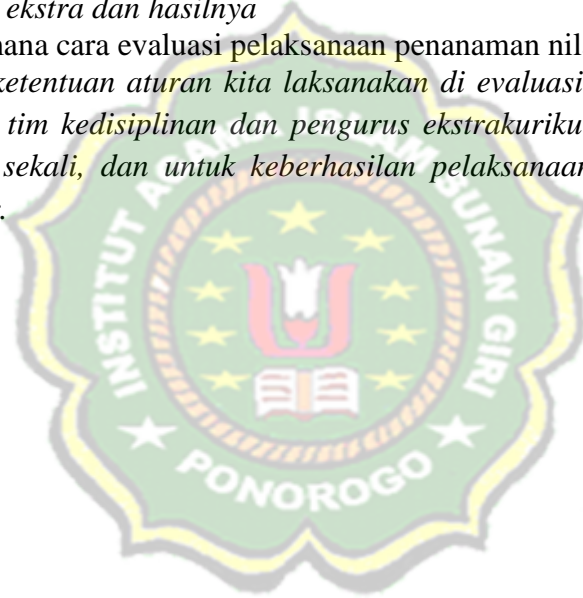 ekstra dan hasilnya
mana cara evaluasi pelaksanaan penanaman nil
ketentuan aturan kita laksanakan di evaluasi
tim kedisiplinan dan pengurus ekstrakuriku
sekali, dan untuk keberhasilan pelaksanaan
INSTITUT AGAMA ISLAM SUNAN GIRI
PONOROGO